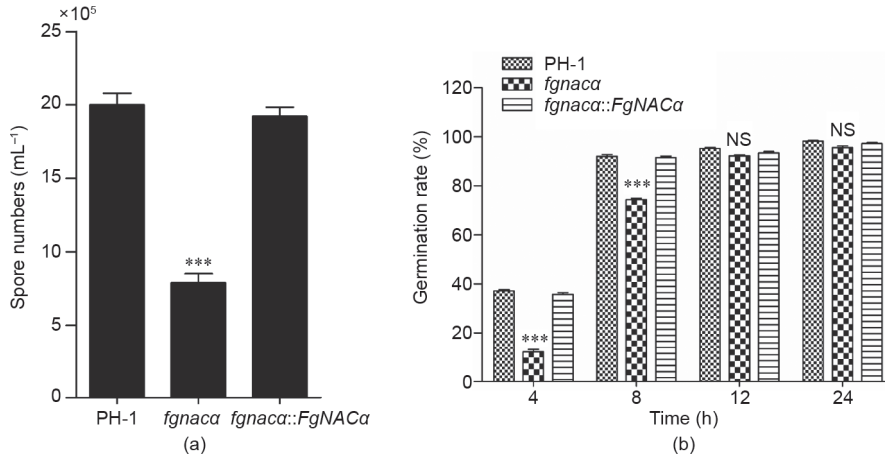 25
× 10⁵
20
15
10
5
0
Spore numbers (mL⁻¹)
***
PH-1
fgnacα
fgnacα::FgNACα
(a)
PH-1
fgnacα
fgnacα::FgNACα
120
100
80
60
40
20
0
Germination rate (%)
***
***
NS
NS
4
8
12
24
Time (h)
(b)